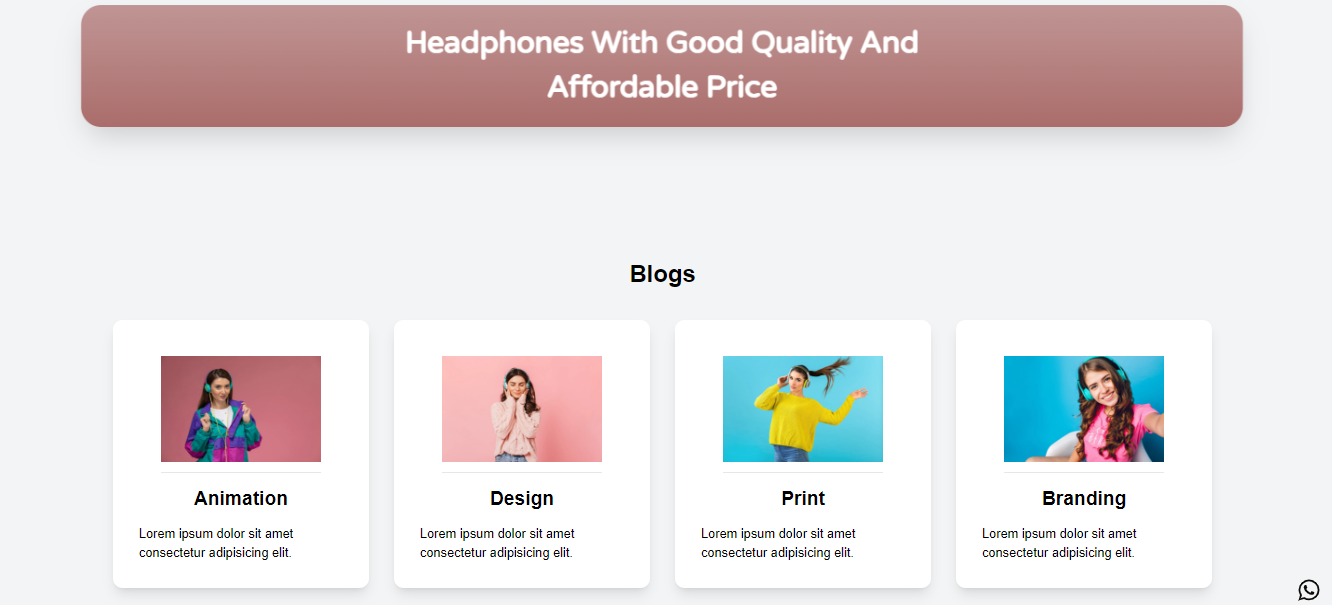 Headphones With Good Quality And
Affordable Price
Blogs
Animation
Lorem ipsum dolor sit amet
consectetur adipisicing elit.
Design
Lorem ipsum dolor sit amet
consectetur adipisicing elit.
Print
Lorem ipsum dolor sit amet
consectetur adipisicing elit.
Branding
Lorem ipsum dolor sit amet
consectetur adipisicing elit.